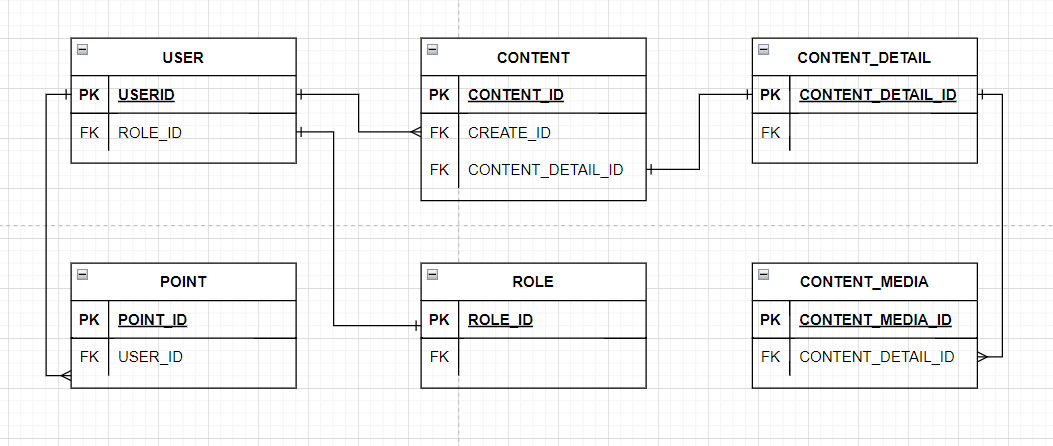 USER
PK USERID
FK ROLE_ID
CONTENT
PK CONTENT_ID
FK CREATE_ID
FK CONTENT_DETAIL_ID
CONTENT_DETAIL
PK CONTENT_DETAIL_ID
FK
POINT
PK POINT_ID
FK USER_ID
ROLE
PK ROLE_ID
FK
CONTENT_MEDIA
PK CONTENT_MEDIA_ID
FK CONTENT_DETAIL_ID